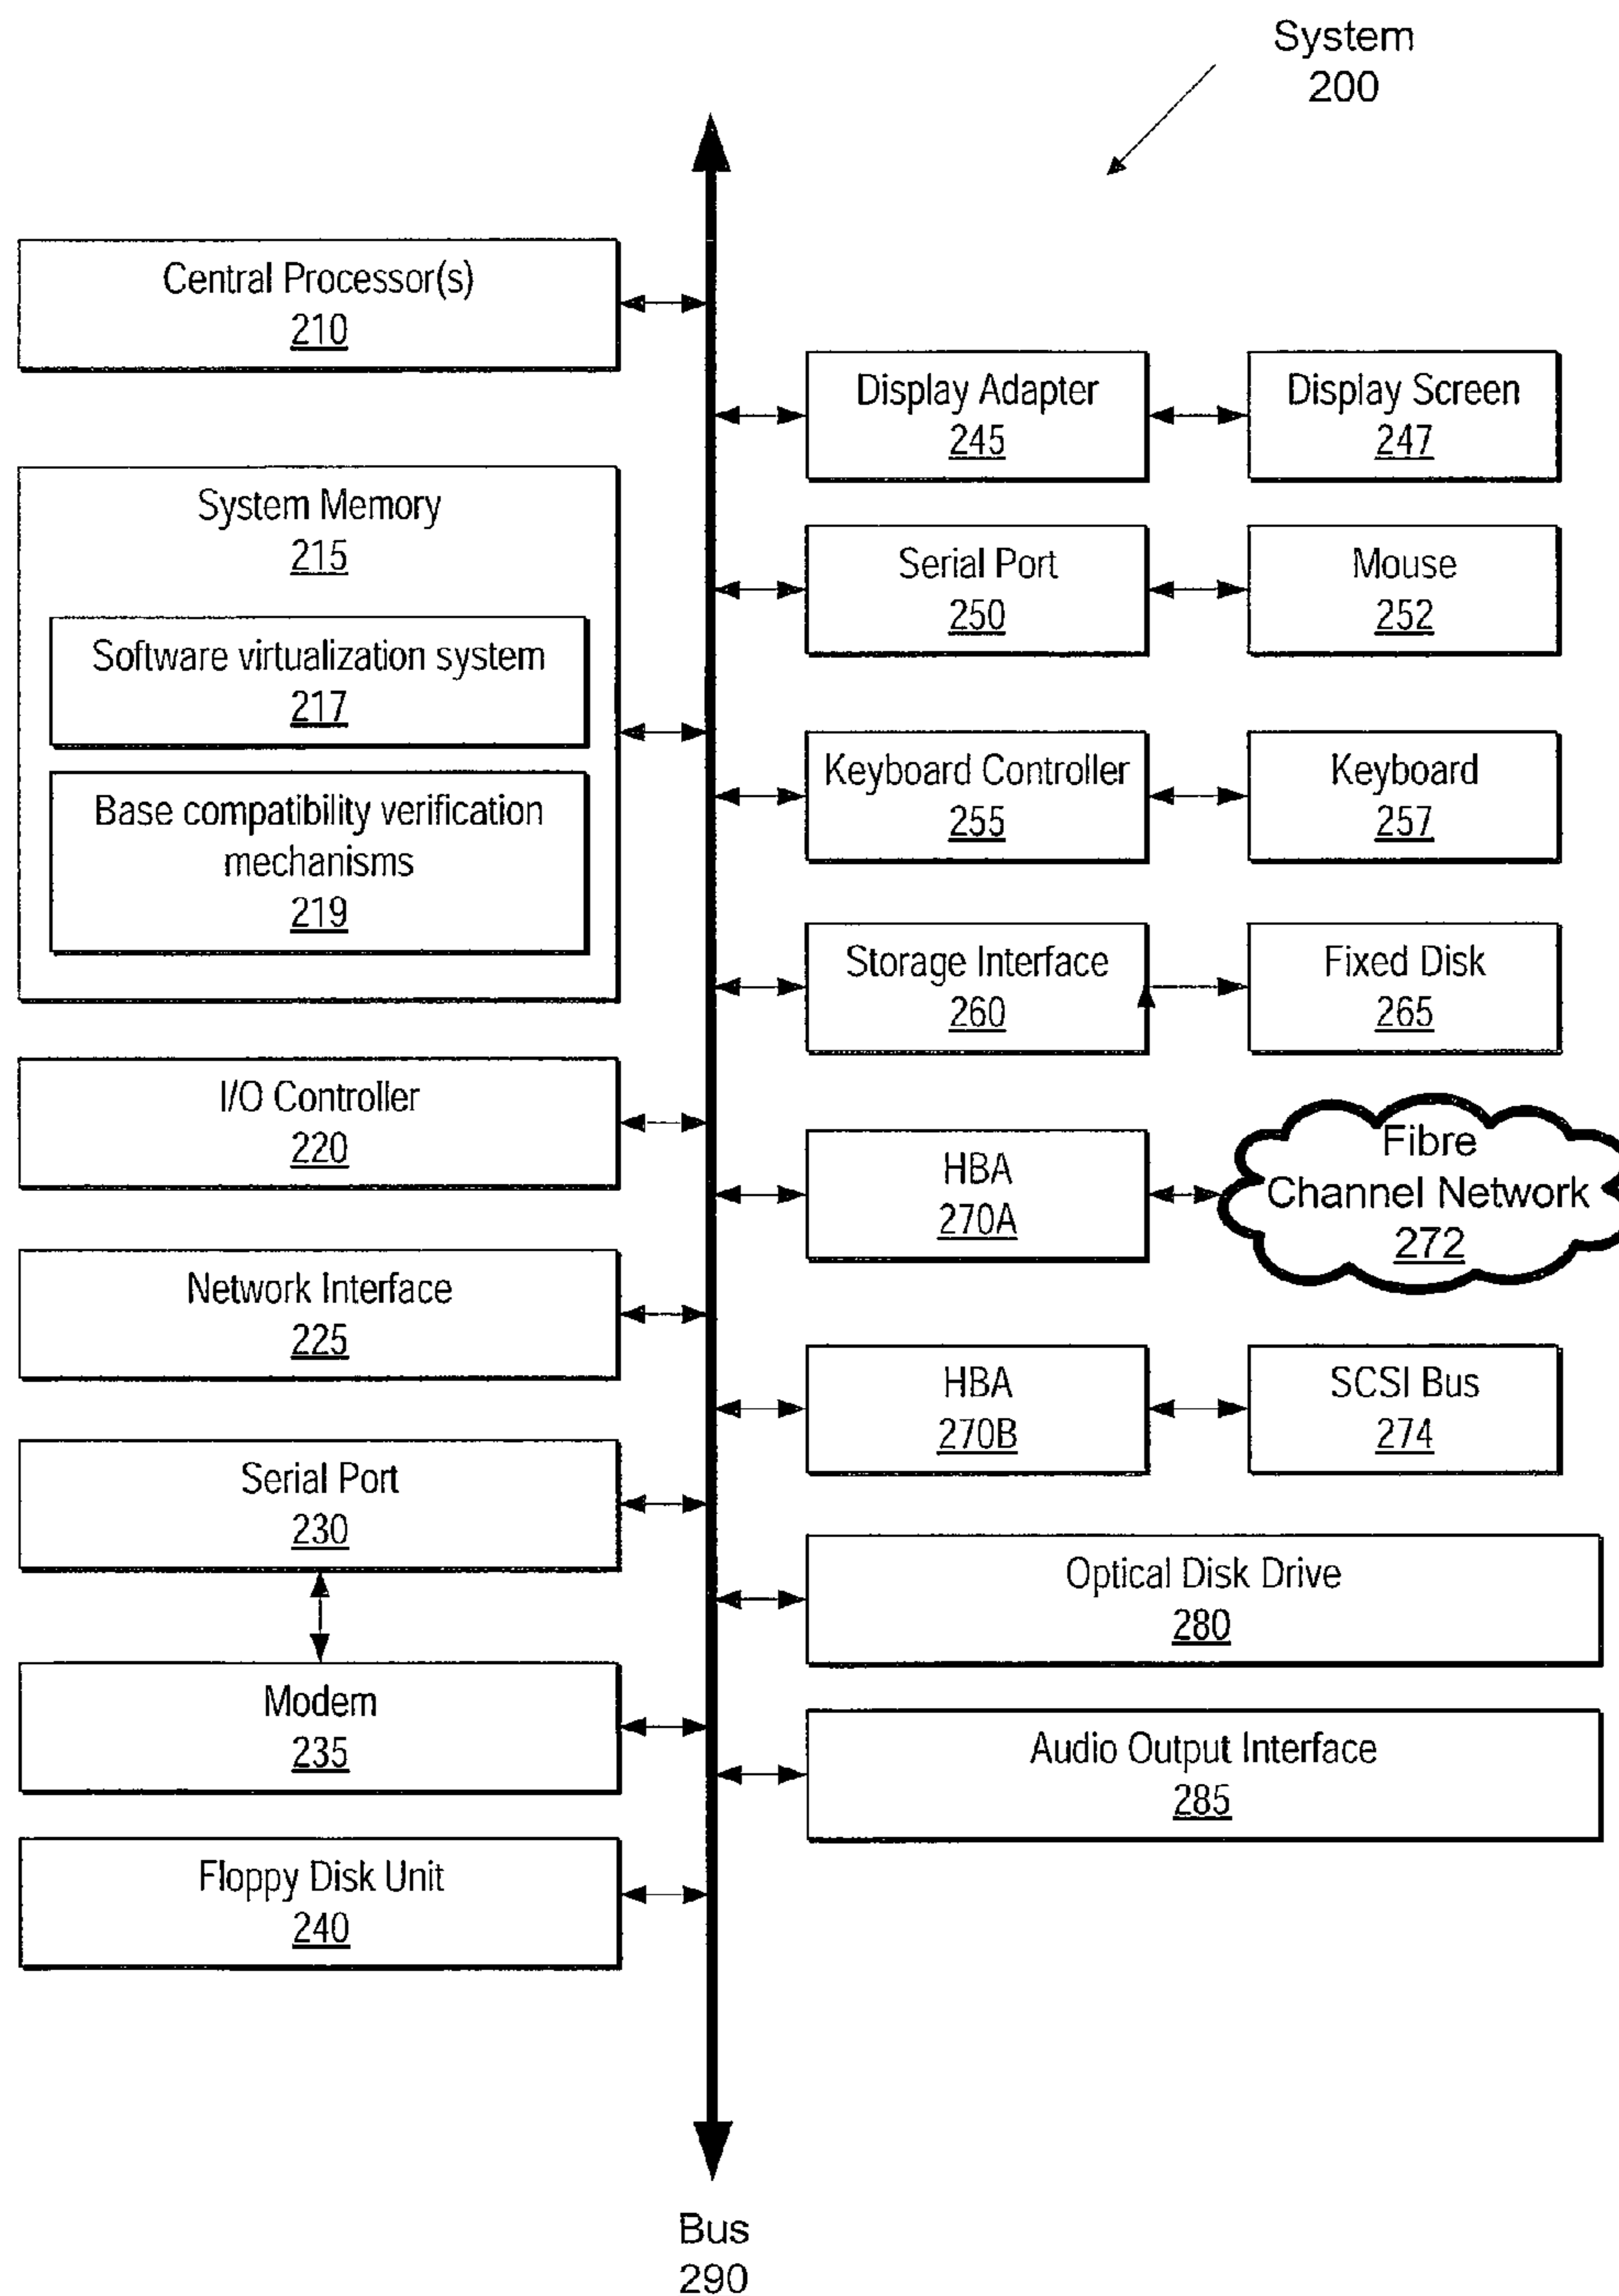 System
200
Central Processor(s)
210
System Memory
215
Software virtualization system
217
Base compatibility verification
mechanisms
219
I/O Controller
220
Network Interface
225
Serial Port
230
Modem
235
Floppy Disk Unit
240
Display Adapter
245
Display Screen
247
Serial Port
250
Mouse
252
Keyboard Controller
255
Keyboard
257
Storage Interface
260
Fixed Disk
265
HBA
270A
Fibre
Channel Network
272
HBA
270B
SCSI Bus
274
Optical Disk Drive
280
Audio Output Interface
285
Bus
290